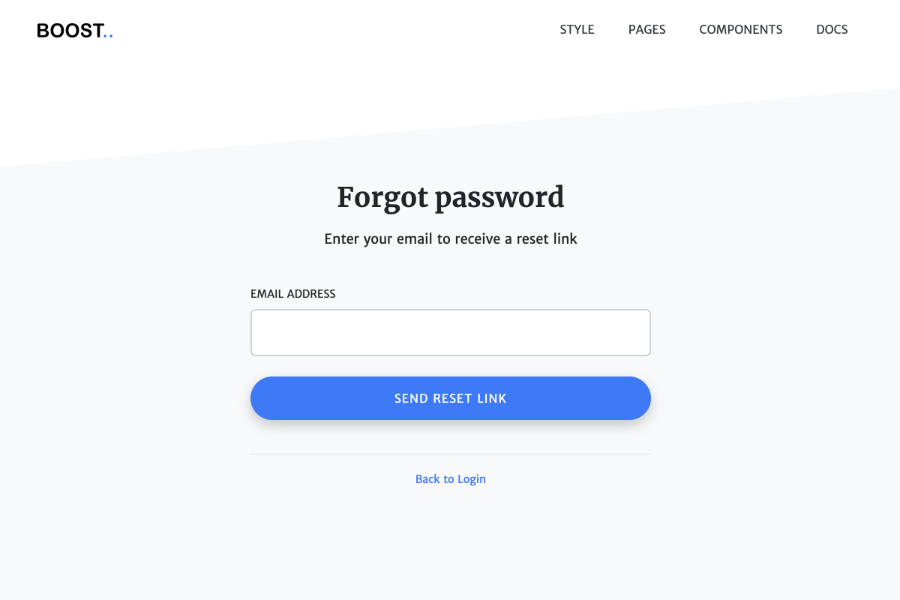 BOOST..
STYLE PAGES COMPONENTS DOCS
Forgot password
Enter your email to receive a reset link
EMAIL ADDRESS
SEND RESET LINK
Back to Login